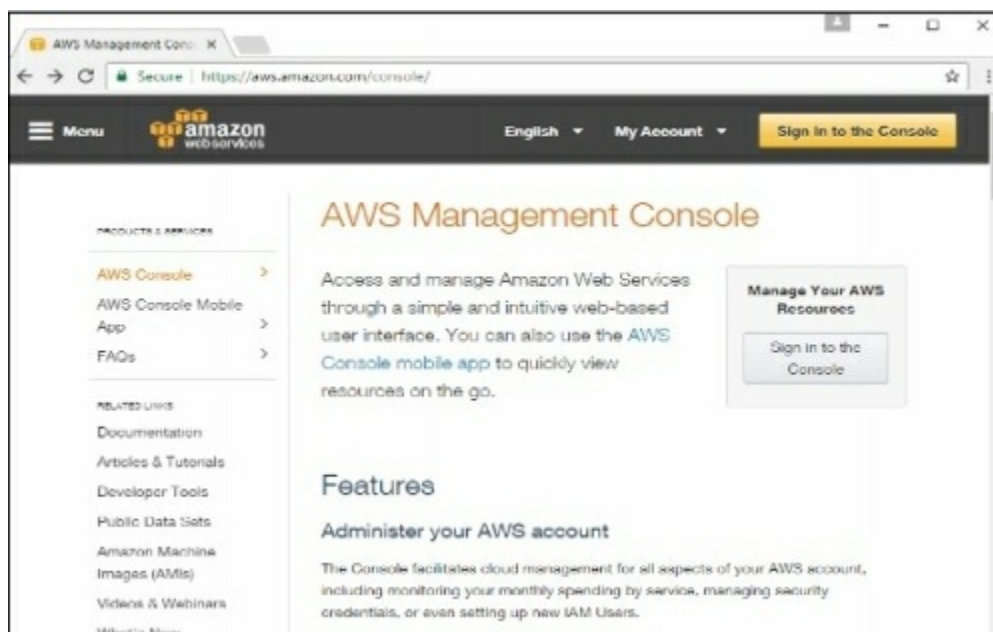 AWS Management Cons
Secure
https://aws.amazon.com/console/
Menu
amazon
web services
English
My Account
Sign In to the Console
PRODUCTS & SERVICES
AWS Console
AWS Console Mobile
App
FAQs
RELATED LINKS
Documentation
Articles & Tutorials
Developer Tools
Public Data Sets
Amazon Machine
Images (AMIs)
Videos & Webinars
What's New
AWS Management Console
Access and manage Amazon Web Services
through a simple and intuitive web-based
user interface. You can also use the AWS
Console mobile app to quickly view
resources on the go.
Manage Your AWS
Resources
Sign in to the
Console
Features
Administer your AWS account
The Console facilitates cloud management for all aspects of your AWS account,
including monitoring your monthly spending by service, managing security
credentials, or even setting up new IAM Users.